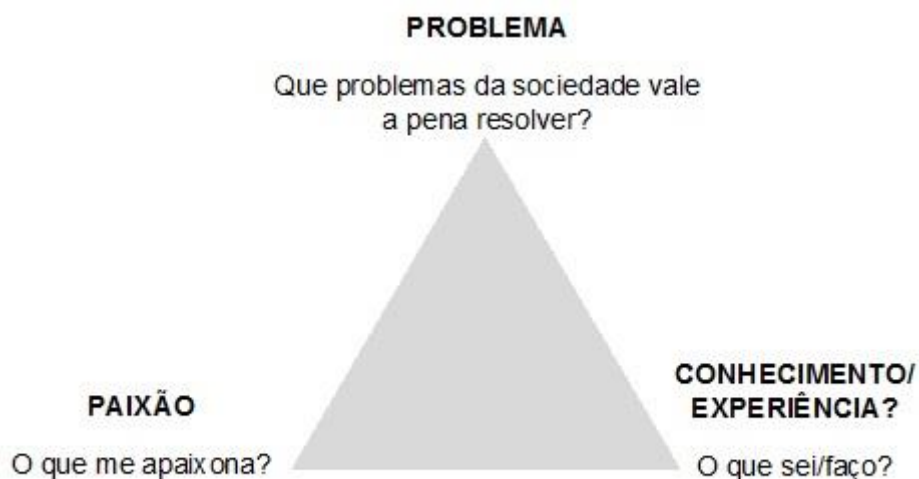 PROBLEMA
Que problemas da sociedade vale
a pena resolver?
PAIXÃO
O que me apaixona?
CONHECIMENTO/
EXPERIÊNCIA?
O que sei/faço?